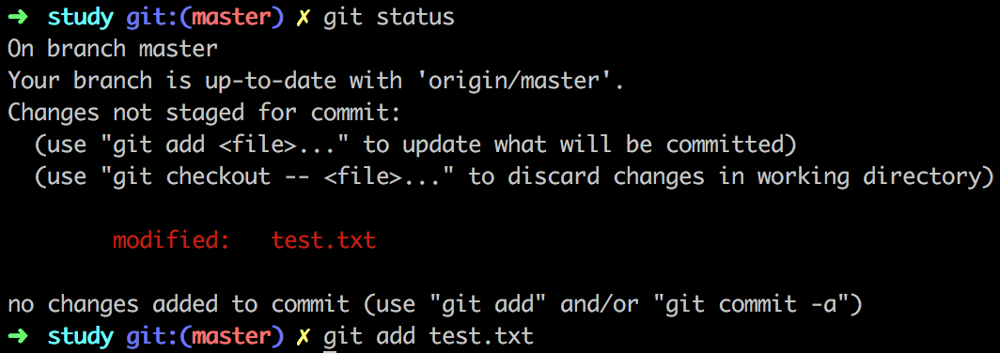 ➜  study git:(master) ✗ git status
On branch master
Your branch is up-to-date with 'origin/master'.
Changes not staged for commit:
  (use "git add <file>..." to update what will be committed)
  (use "git checkout -- <file>..." to discard changes in working directory)
        modified:   test.txt
no changes added to commit (use "git add" and/or "git commit -a")
➜  study git:(master) ✗ git add test.txt